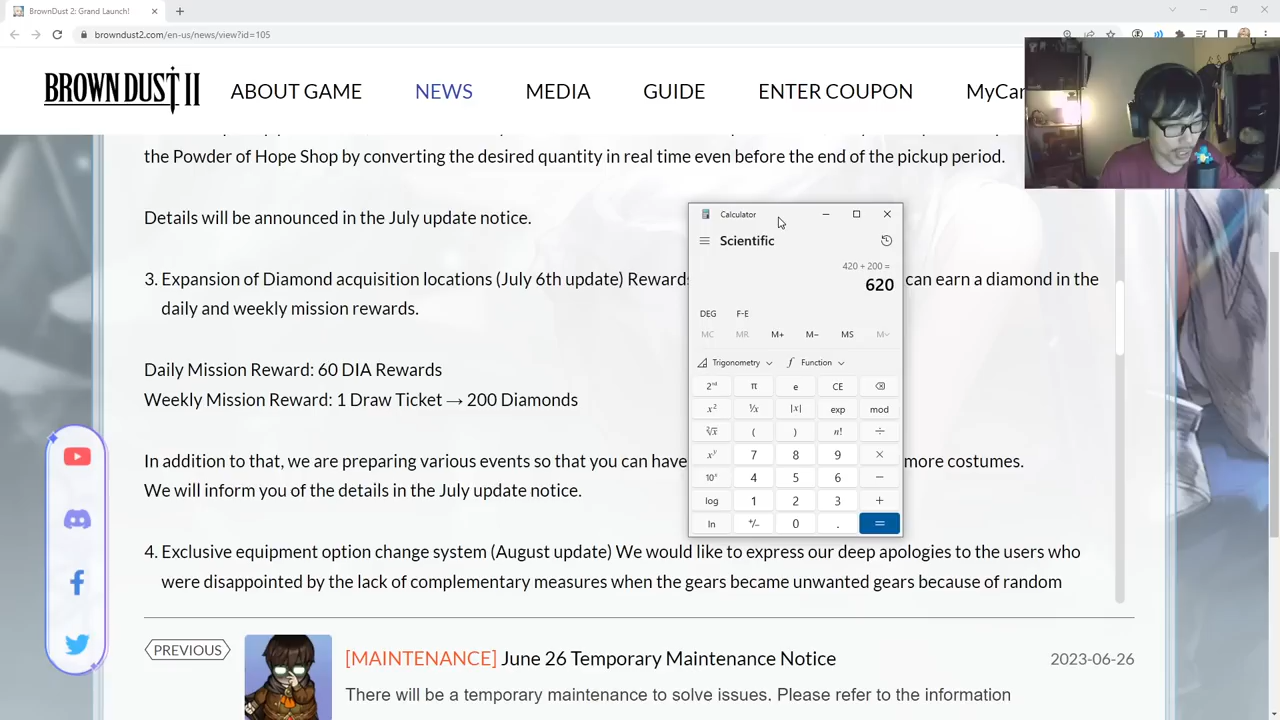 BrownDust 2: Grand Launch!
browndust2.com/en-us/news/view?id=105
BROWN DUST II
ABOUT GAME
NEWS
MEDIA
GUIDE
ENTER COUPON
MyCar
the Powder of Hope Shop by converting the desired quantity in real time even before the end of the pickup period.
Details will be announced in the July update notice.
3. Expansion of Diamond acquisition locations (July 6th update) Rewards
can earn a diamond in the
daily and weekly mission rewards.
Daily Mission Reward: 60 DIA Rewards
Weekly Mission Reward: 1 Draw Ticket → 200 Diamonds
In addition to that, we are preparing various events so that you can have
more costumes.
We will inform you of the details in the July update notice.
4. Exclusive equipment option change system (August update) We would like to express our deep apologies to the users who
were disappointed by the lack of complementary measures when the gears became unwanted gears because of random
Calculator
Scientific
420 + 200 =
620
DEG F-E
MC MR M+ M− MS M˅
Trigonometry Function
2ⁿᵈ π e CE
x² ¹/x |x| exp mod
²√x ( ) n! ÷
xʸ 7 8 9 ×
10ˣ 4 5 6 −
log 1 2 3 +
ln +/− 0 . =
PREVIOUS
[MAINTENANCE] June 26 Temporary Maintenance Notice
2023-06-26
There will be a temporary maintenance to solve issues. Please refer to the information